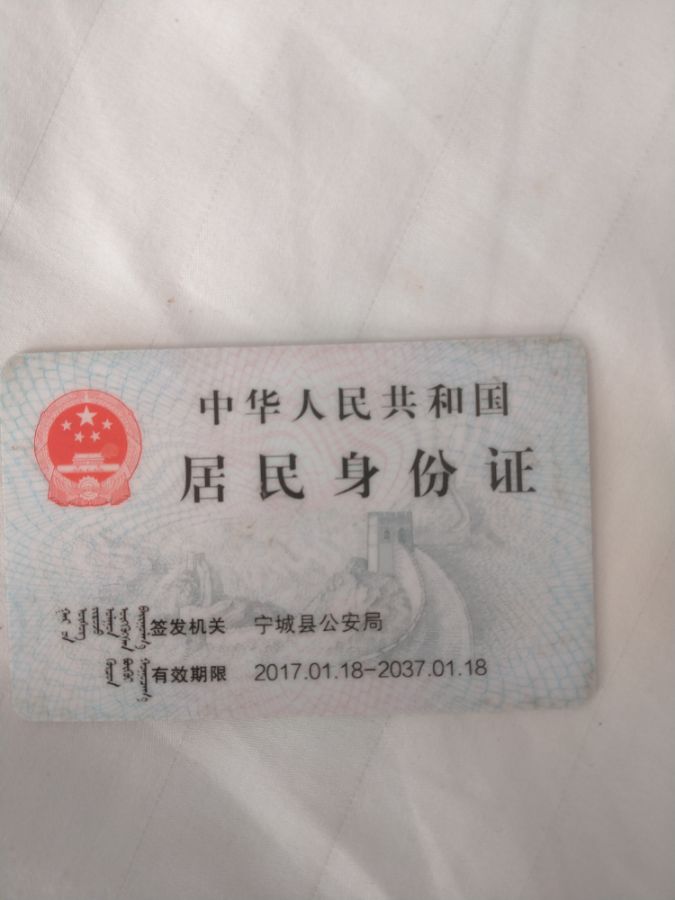 中华人民共和国
居民身份证
签发机关 宁城县公安局
有效期限 2017.01.18-2037.01.18